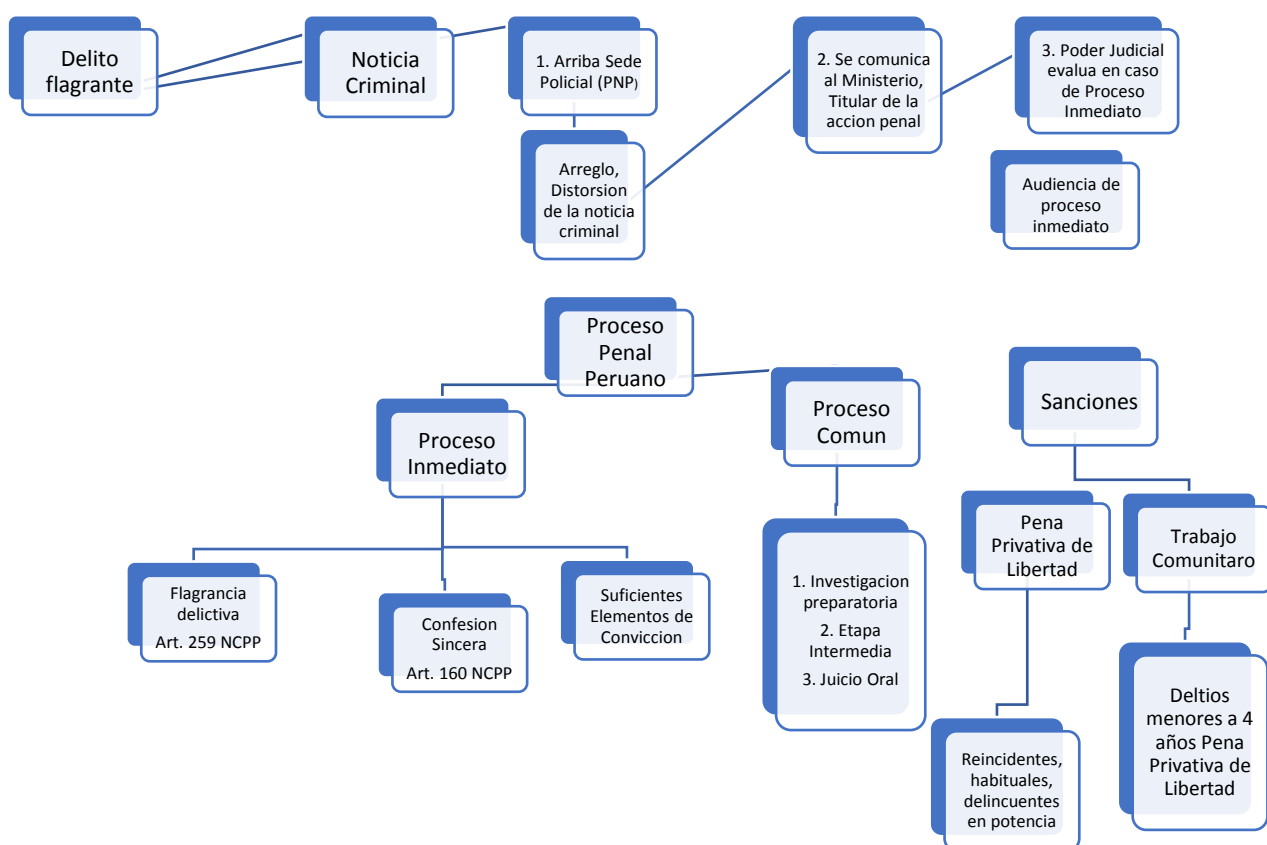 Delito
flagrante
Noticia
Criminal
1. Arriba Sede
Policial (PNP)
Arreglo,
Distorsion
de la noticia
criminal
2. Se comunica
al Ministerio,
Titular de la
accion penal
3. Poder Judicial
evalua en caso
de Proceso
Inmediato
Audiencia de
proceso
inmediato
Proceso
Penal
Peruano
Proceso
Inmediato
Proceso
Comun
Flagrancia
delictiva
Art. 259 NCPP
Confesion
Sincera
Art. 160 NCPP
Suficientes
Elementos de
Conviccion
1. Investigacion
preparatoria
2. Etapa
Intermedia
3. Juicio Oral
Sanciones
Pena
Privativa de
Libertad
Trabajo
Comunitaro
Reincidentes,
habituales,
delincuentes
en potencia
Deltios
menores a 4
años Pena
Privativa de
Libertad